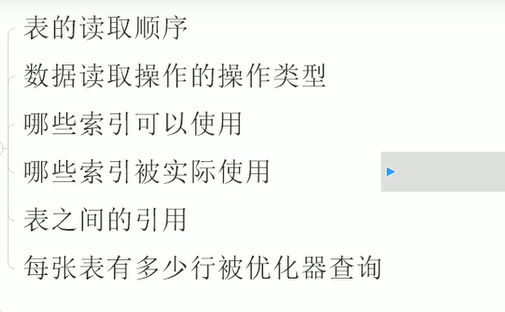 表的读取顺序
数据读取操作的操作类型
哪些索引可以使用
哪些索引被实际使用
表之间的引用
每张表有多少行被优化器查询